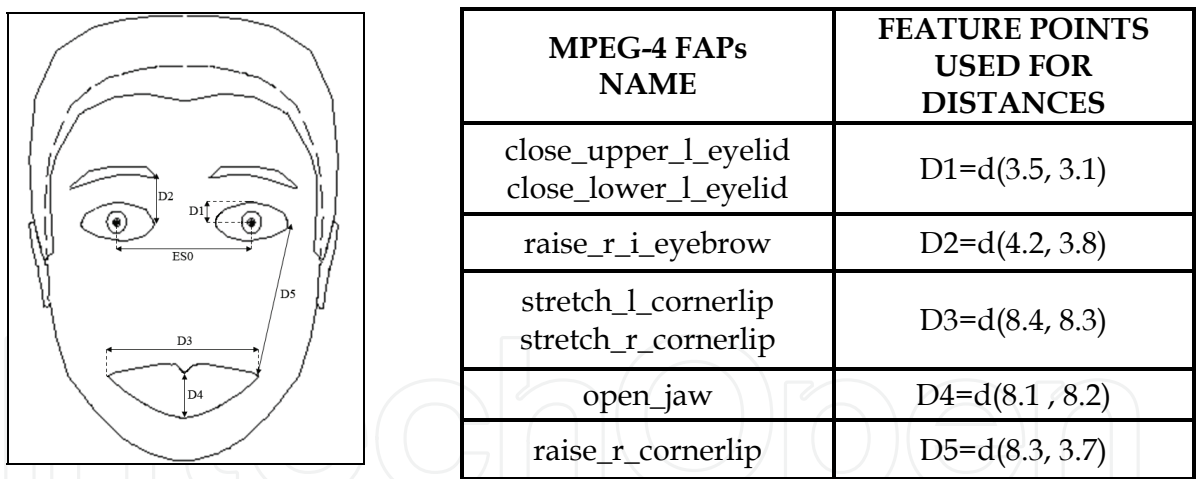 D2
D1
ES0
D5
D3
D4
MPEG-4 FAPs
NAME
FEATURE POINTS
USED FOR
DISTANCES
close_upper_l_eyelid
close_lower_l_eyelid
D1=d(3.5, 3.1)
raise_r_i_eyebrow
D2=d(4.2, 3.8)
stretch_l_cornerlip
stretch_r_cornerlip
D3=d(8.4, 8.3)
open_jaw
D4=d(8.1 , 8.2)
raise_r_cornerlip
D5=d(8.3, 3.7)
IntechOpen